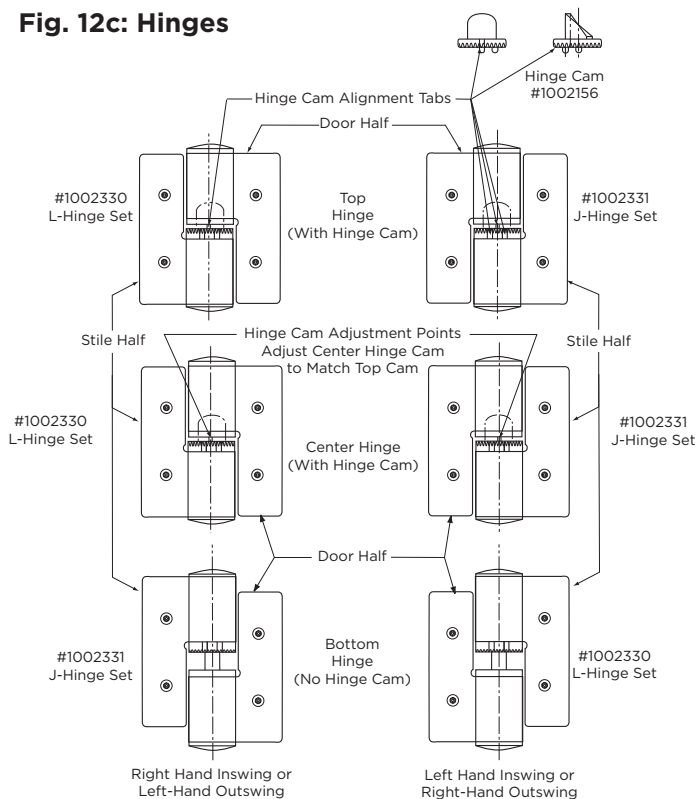 Fig. 12c: Hinges
Hinge Cam
#1002156
Hinge Cam Alignment Tabs
Door Half
#1002330
L-Hinge Set
Top
Hinge
(With Hinge Cam)
#1002331
J-Hinge Set
Stile Half
Hinge Cam Adjustment Points
Adjust Center Hinge Cam
to Match Top Cam
Stile Half
#1002330
L-Hinge Set
Center Hinge
(With Hinge Cam)
#1002331
J-Hinge Set
Door Half
#1002331
J-Hinge Set
Bottom
Hinge
(No Hinge Cam)
#1002330
L-Hinge Set
Right Hand Inswing or
Left-Hand Outswing
Left Hand Inswing or
Right-Hand Outswing